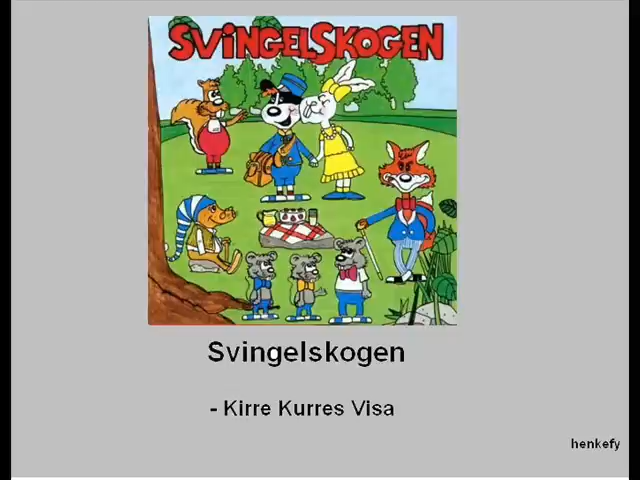 SVINGELSKOGEN
Svingelskogen
- Kirre Kurres Visa
henkefy